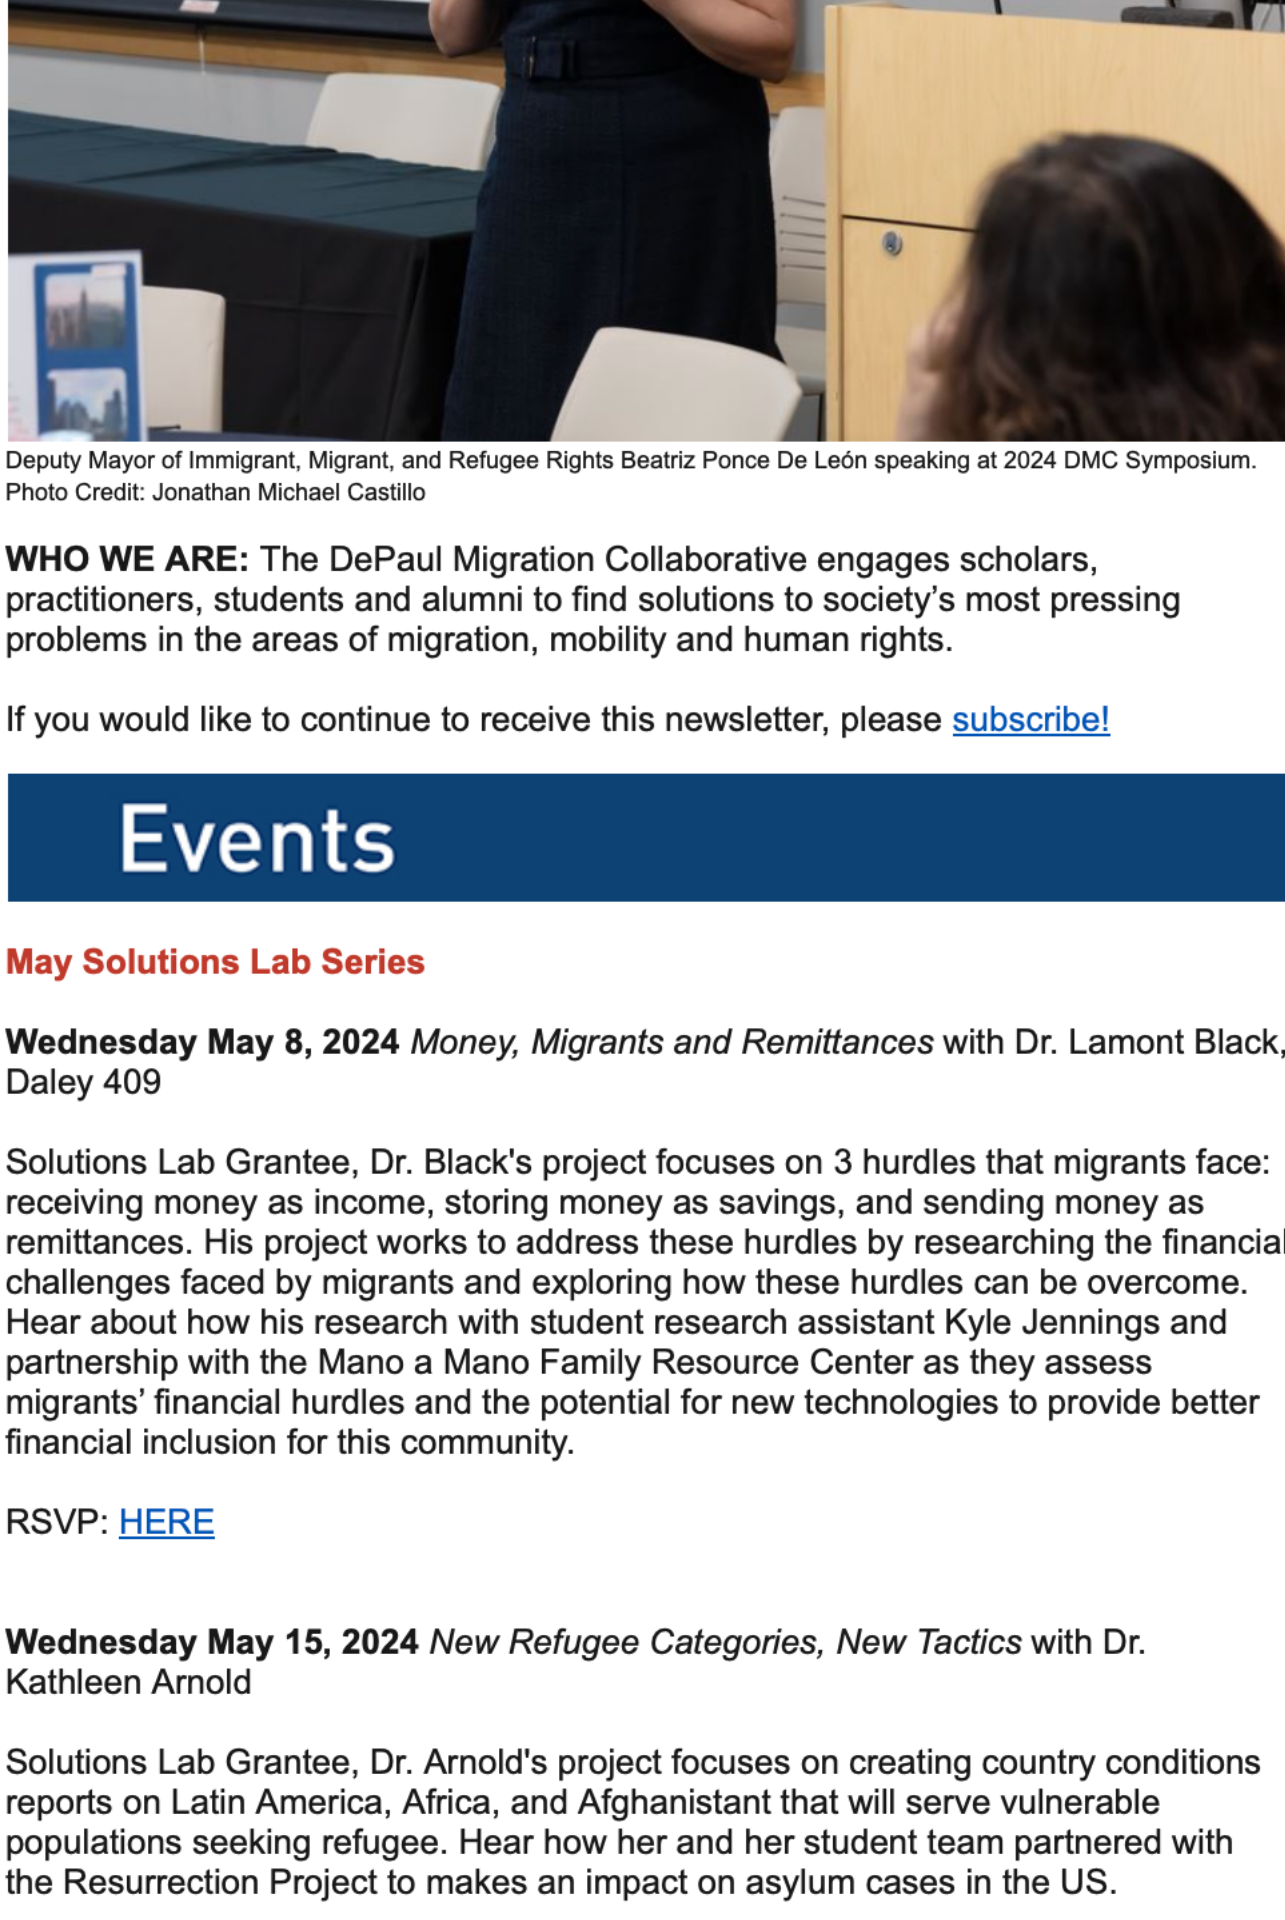 Deputy Mayor of Immigrant, Migrant, and Refugee Rights Beatriz Ponce De León speaking at 2024 DMC Symposium.
Photo Credit: Jonathan Michael Castillo
WHO WE ARE: The DePaul Migration Collaborative engages scholars,
practitioners, students and alumni to find solutions to society’s most pressing
problems in the areas of migration, mobility and human rights.
If you would like to continue to receive this newsletter, please subscribe!
Events
May Solutions Lab Series
Wednesday May 8, 2024 Money, Migrants and Remittances with Dr. Lamont Black,
Daley 409
Solutions Lab Grantee, Dr. Black's project focuses on 3 hurdles that migrants face:
receiving money as income, storing money as savings, and sending money as
remittances. His project works to address these hurdles by researching the financial
challenges faced by migrants and exploring how these hurdles can be overcome.
Hear about how his research with student research assistant Kyle Jennings and
partnership with the Mano a Mano Family Resource Center as they assess
migrants’ financial hurdles and the potential for new technologies to provide better
financial inclusion for this community.
RSVP: HERE
Wednesday May 15, 2024 New Refugee Categories, New Tactics with Dr.
Kathleen Arnold
Solutions Lab Grantee, Dr. Arnold's project focuses on creating country conditions
reports on Latin America, Africa, and Afghanistant that will serve vulnerable
populations seeking refugee. Hear how her and her student team partnered with
the Resurrection Project to makes an impact on asylum cases in the US.